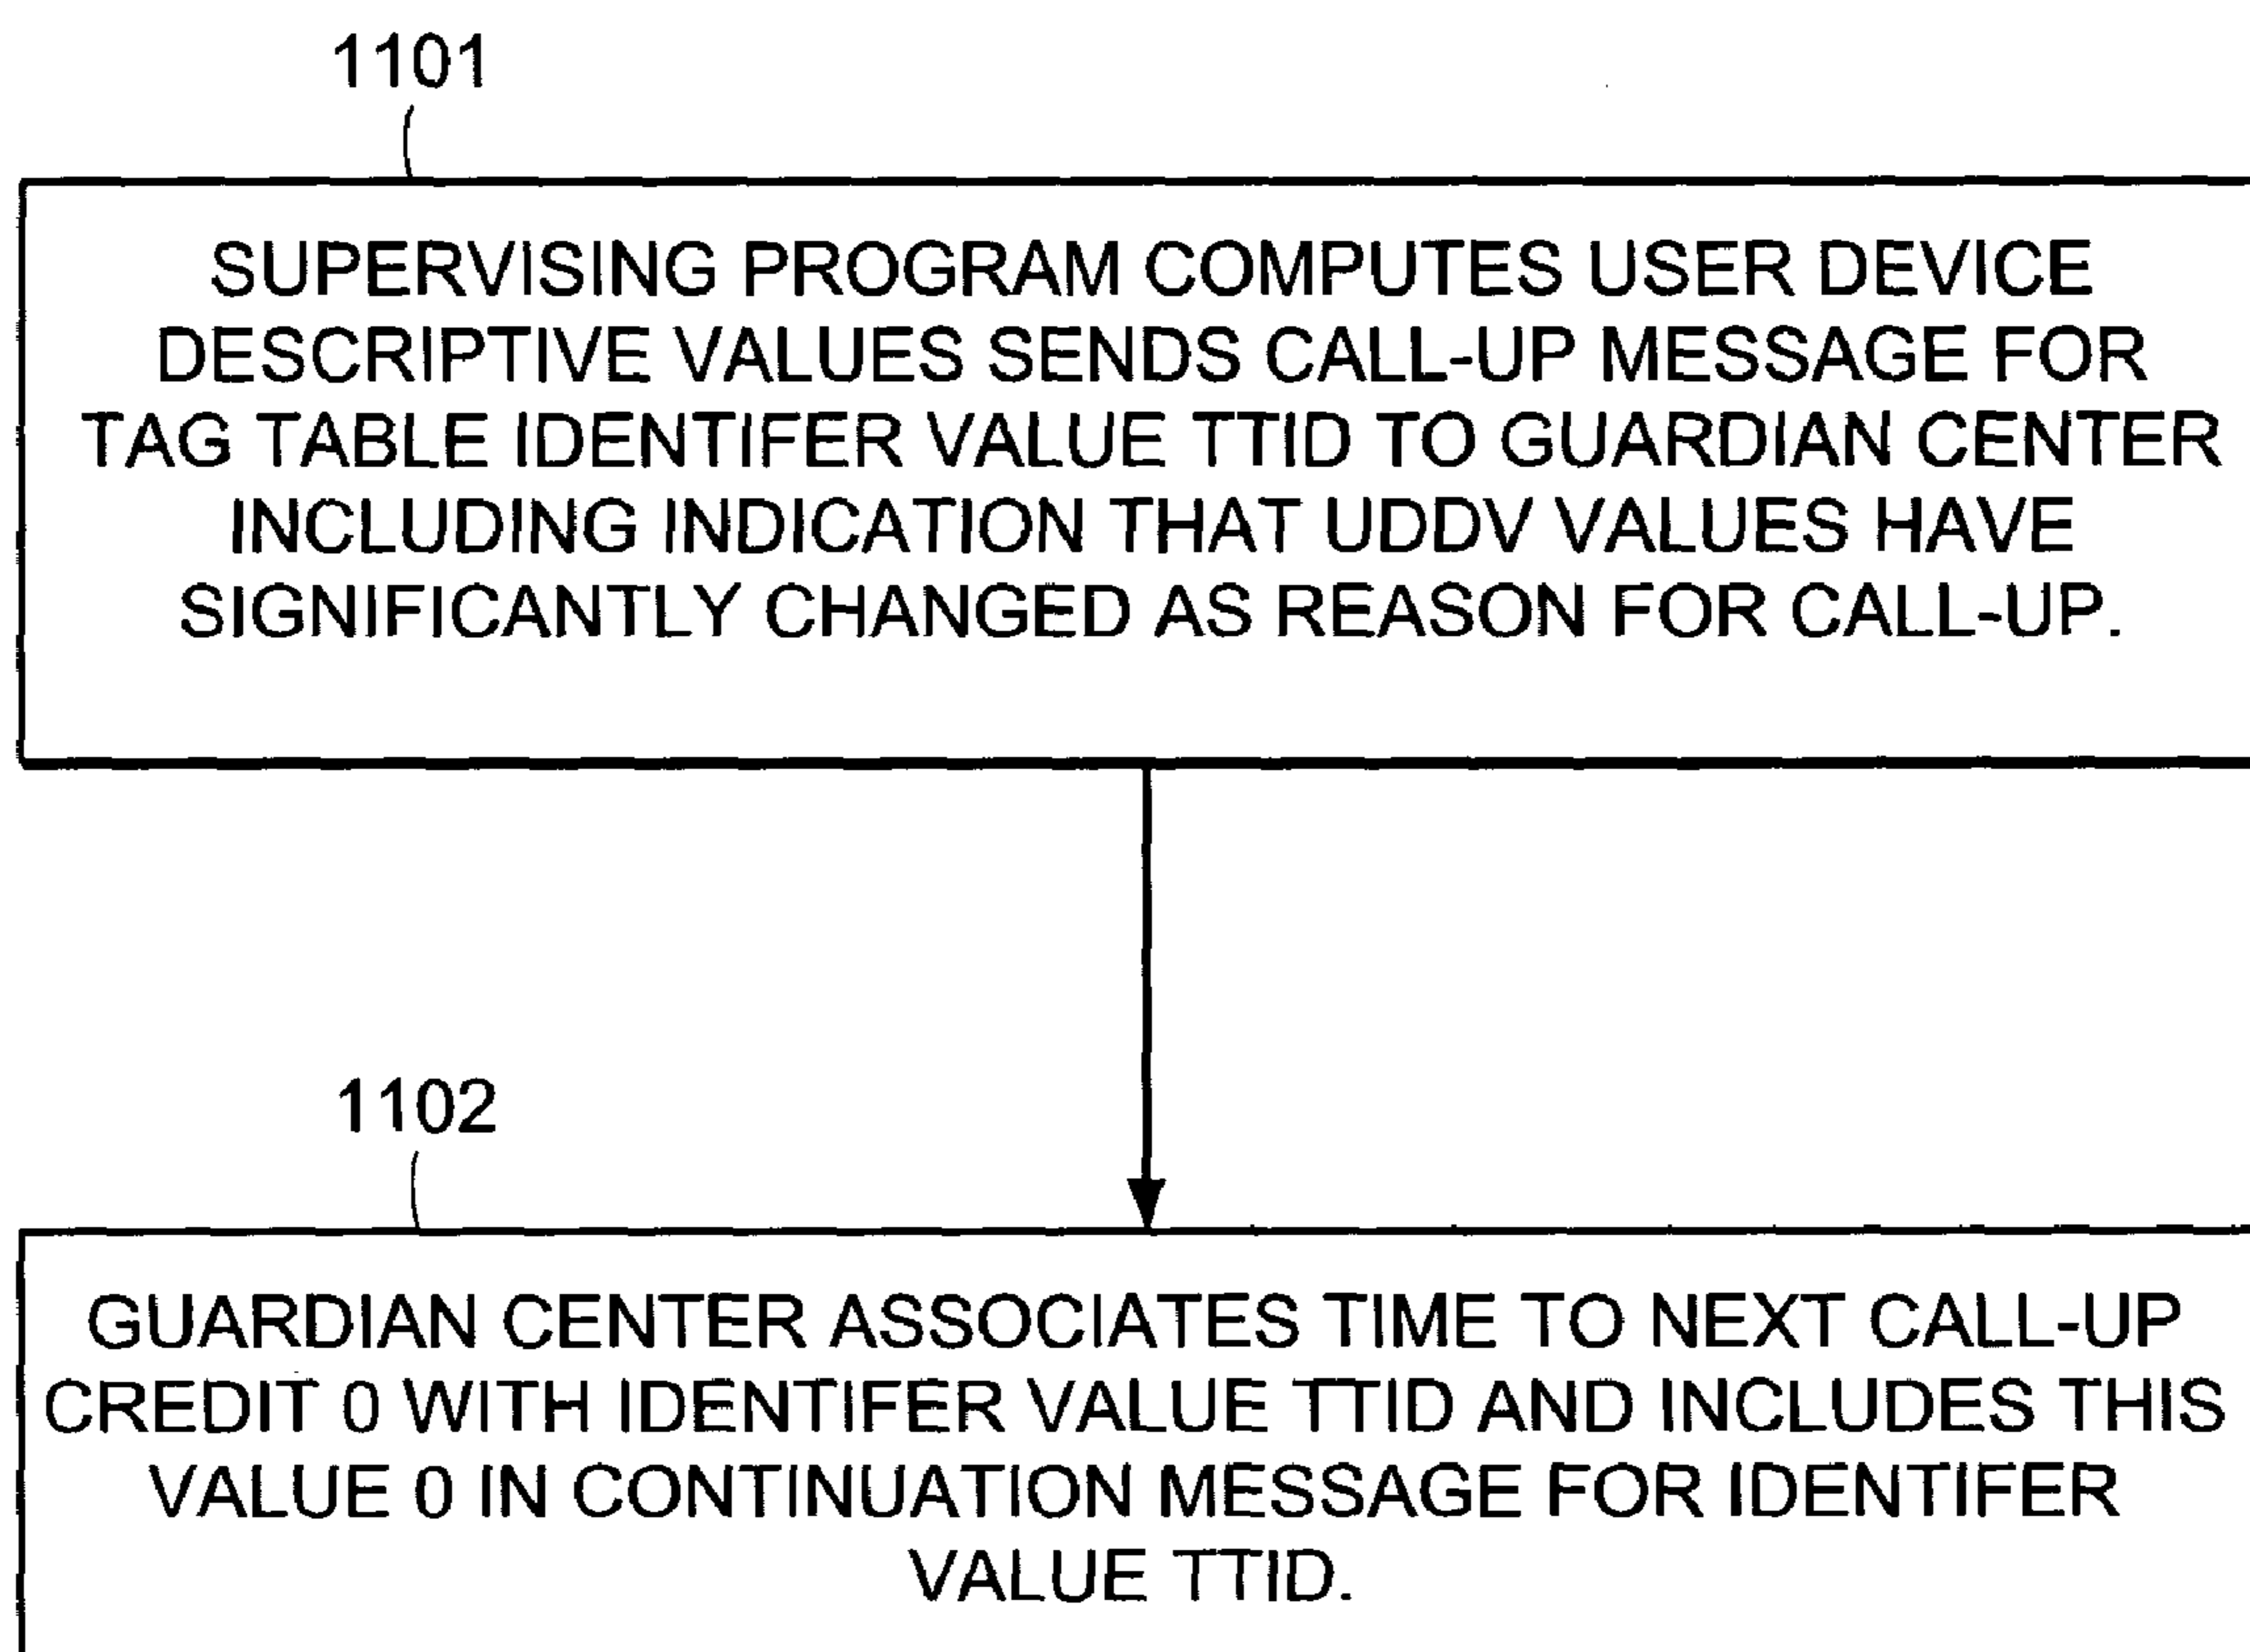 1101
SUPERVISING PROGRAM COMPUTES USER DEVICE
DESCRIPTIVE VALUES SENDS CALL-UP MESSAGE FOR
TAG TABLE IDENTIFER VALUE TTID TO GUARDIAN CENTER
INCLUDING INDICATION THAT UDDV VALUES HAVE
SIGNIFICANTLY CHANGED AS REASON FOR CALL-UP.
1102
GUARDIAN CENTER ASSOCIATES TIME TO NEXT CALL-UP
CREDIT 0 WITH IDENTIFER VALUE TTID AND INCLUDES THIS
VALUE 0 IN CONTINUATION MESSAGE FOR IDENTIFER
VALUE TTID.